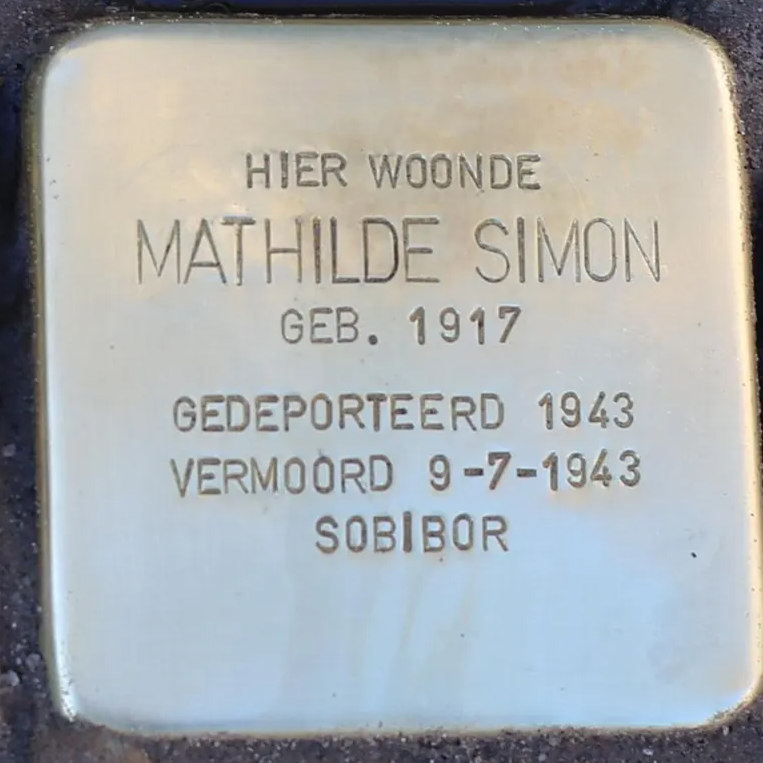 HIER WOONDE
MATHILDE SIMON
GEB. 1917
GEDEPORTEERD 1943
VERMOORD 9-7-1943
SOBIBOR